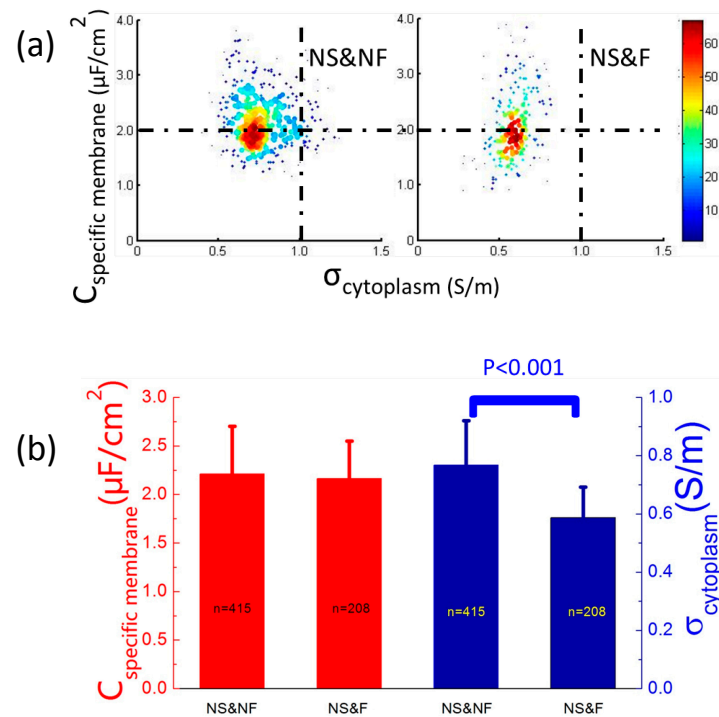 (a)
C specific membrane (μF/cm²)
4.0
3.0
2.0
1.0
0
NS&NF
4.0
3.0
2.0
1.0
0
NS&F
60
50
40
30
20
10
0 0.5 1.0 1.5
0 0.5 1.0 1.5
σcytoplasm (S/m)
(b)
P<0.001
C specific membrane (μF/cm²)
3.0
2.5
2.0
1.5
1.0
0.5
0.0
n=415
n=208
n=415
n=208
1.0
0.8
0.6
0.4
0.2
0.0
σcytoplasm (S/m)
NS&NF NS&F NS&NF NS&F